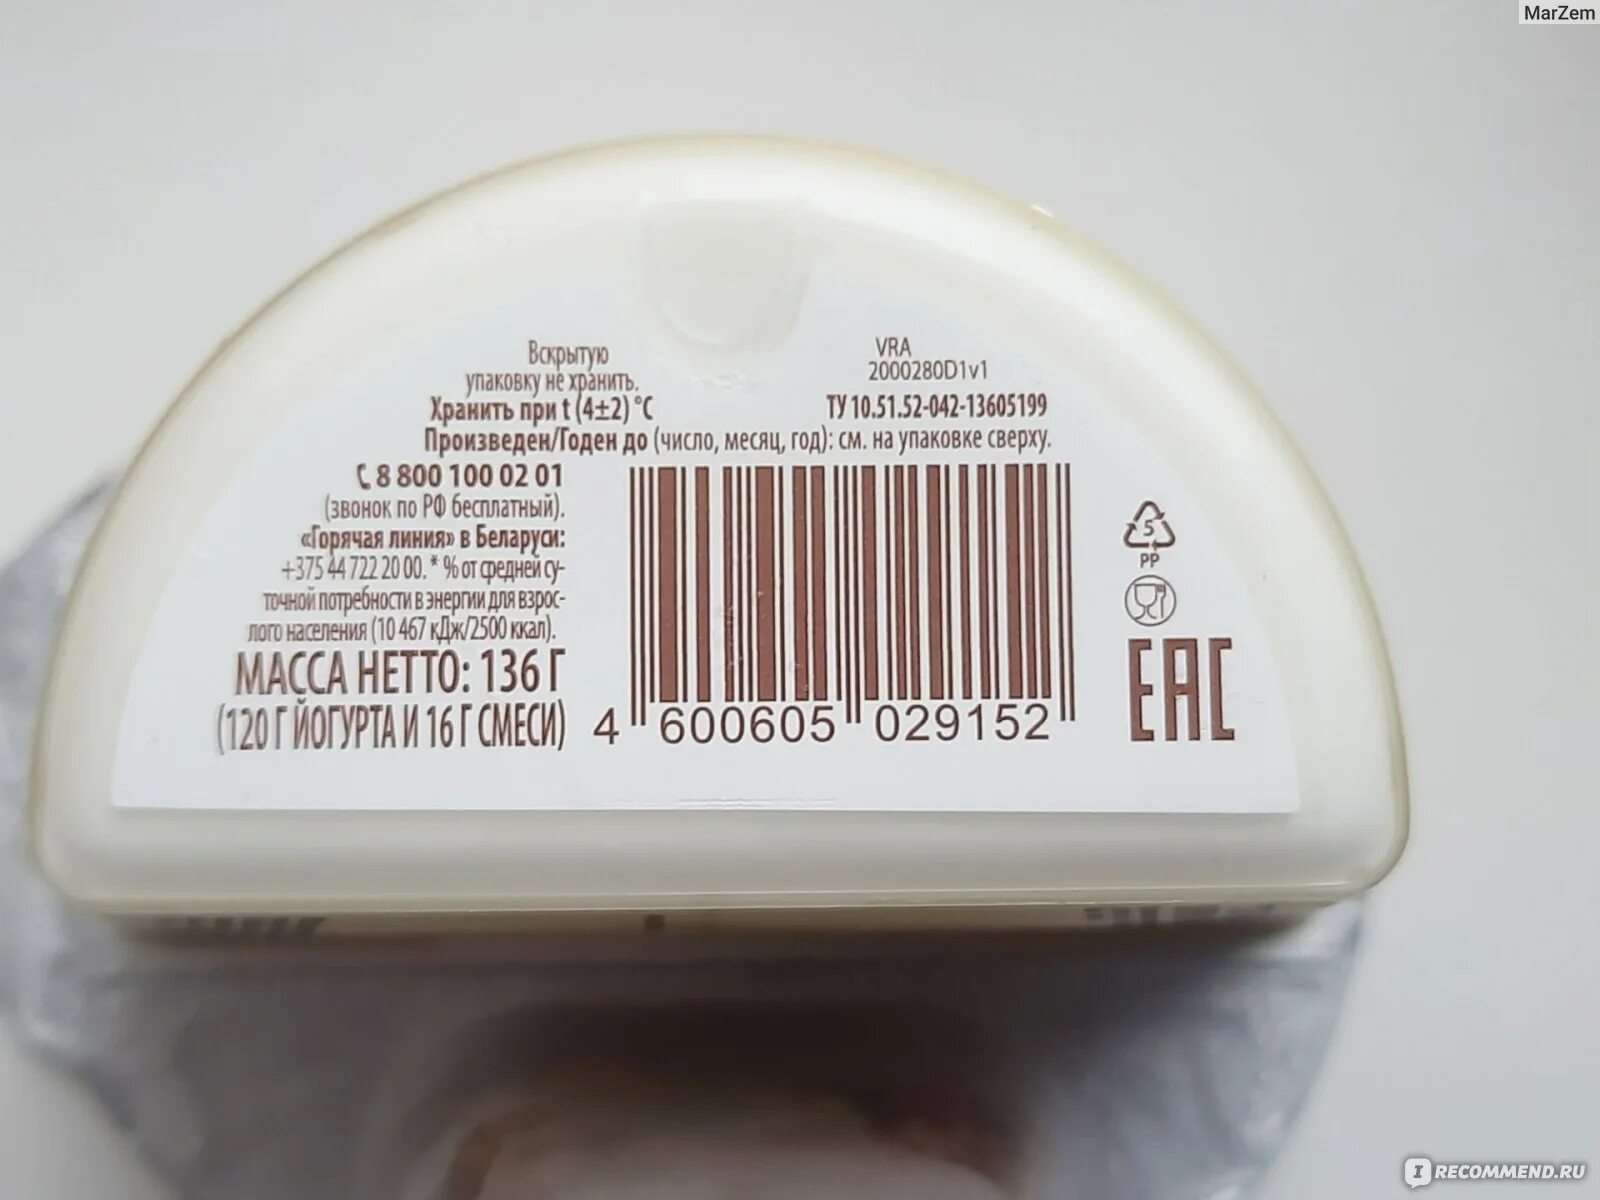 MarZem
Вскрытую
упаковку не хранить.
Хранить при t (4±2) °C
VRA
2000280D1v1
ТУ 10.51.52-042-13605199
Произведен/Годен до (число, месяц, год): см. на упаковке сверху.
8 800 100 02 01
(звонок по РФ бесплатный).
«Горячая линия» в Беларуси:
+375 44 722 20 00. * % от средней су-
точной потребности в энергии для взрос-
лого населения (10 467 кДж/2500 ккал).
МАССА НЕТТО: 136 Г
(120 Г ЙОГУРТА И 16 Г СМЕСИ)
4 600605 029152
5
PP
EAC
IRECOMMEND.RU